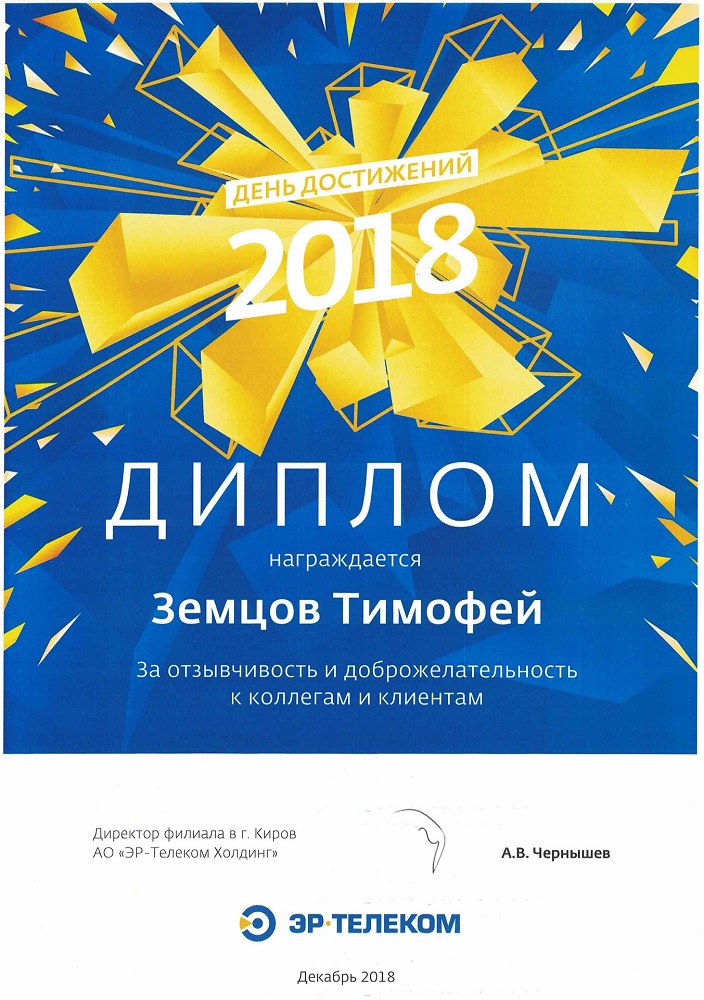 ДЕНЬ ДОСТИЖЕНИЙ
2018
ДИПЛОМ
награждается
Земцов Тимофей
За отзывчивость и доброжелательность
к коллегам и клиентам
Директор филиала в г. Киров
АО «ЭР-Телеком Холдинг»
А.В. Чернышев
ЭР·ТЕЛЕКОМ
Декабрь 2018